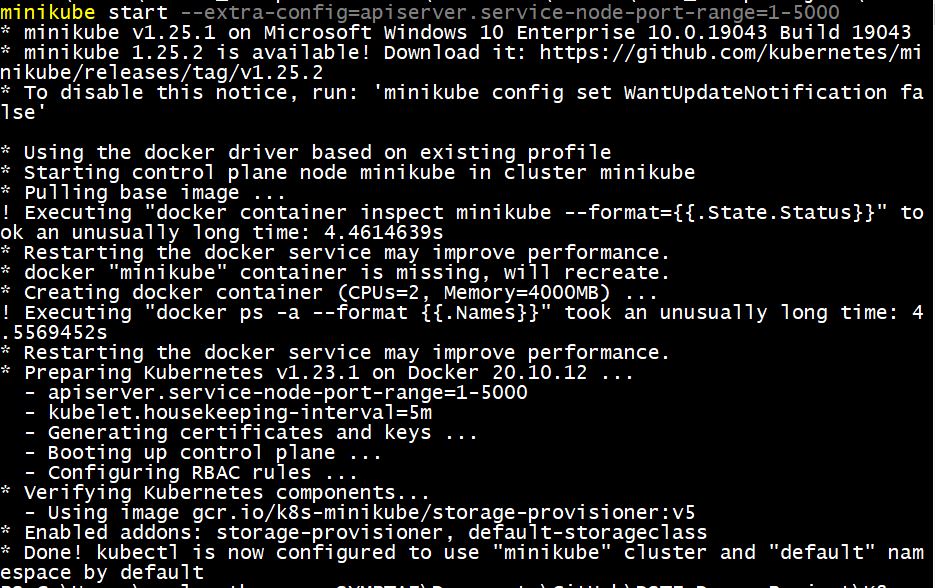 minikube start --extra-config=apiserver.service-node-port-range=1-5000
* minikube v1.25.1 on Microsoft Windows 10 Enterprise 10.0.19043 Build 19043
* minikube 1.25.2 is available! Download it: https://github.com/kubernetes/mi
nikube/releases/tag/v1.25.2
* To disable this notice, run: 'minikube config set WantUpdateNotification fa
lse'
* Using the docker driver based on existing profile
* Starting control plane node minikube in cluster minikube
* Pulling base image ...
! Executing "docker container inspect minikube --format={{.State.Status}}" to
ok an unusually long time: 4.4614639s
* Restarting the docker service may improve performance.
* docker "minikube" container is missing, will recreate.
* Creating docker container (CPUs=2, Memory=4000MB) ...
! Executing "docker ps -a --format {{.Names}}" took an unusually long time: 4
.5569452s
* Restarting the docker service may improve performance.
* Preparing Kubernetes v1.23.1 on Docker 20.10.12 ...
  - apiserver.service-node-port-range=1-5000
  - kubelet.housekeeping-interval=5m
  - Generating certificates and keys ...
  - Booting up control plane ...
  - Configuring RBAC rules ...
* Verifying Kubernetes components...
  - Using image gcr.io/k8s-minikube/storage-provisioner:v5
* Enabled addons: storage-provisioner, default-storageclass
* Done! kubectl is now configured to use "minikube" cluster and "default" nam
espace by default